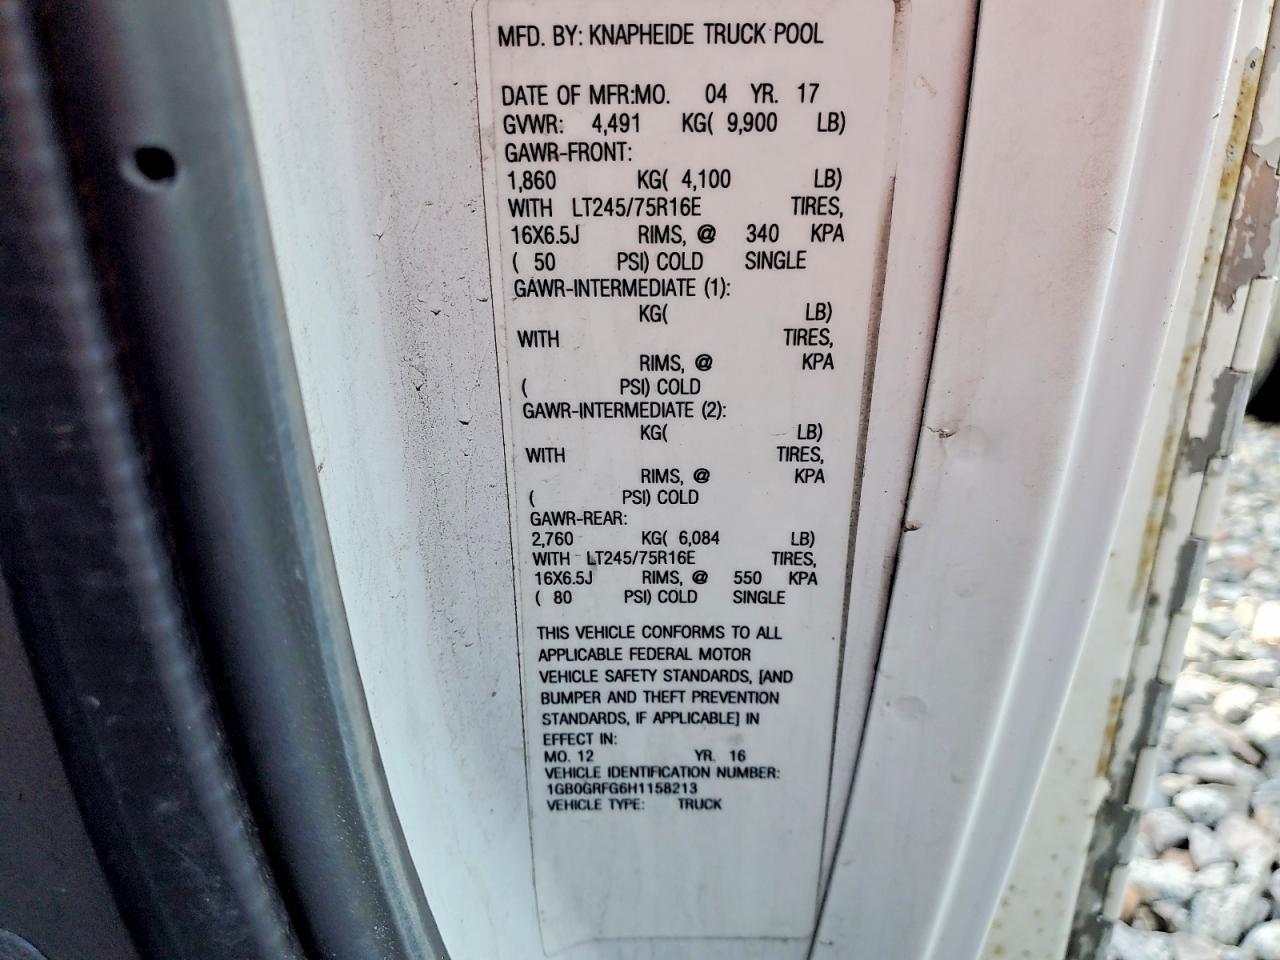 MFD. BY: KNAPHEIDE TRUCK POOL
DATE OF MFR:MO. 04 YR. 17
GVWR: 4,491 KG( 9,900 LB)
GAWR-FRONT:
1,860 KG( 4,100 LB)
WITH LT245/75R16E TIRES,
16X6.5J RIMS, @ 340 KPA
( 50 PSI) COLD SINGLE
GAWR-INTERMEDIATE (1):
KG( LB)
WITH TIRES,
RIMS, @ KPA
( PSI) COLD
GAWR-INTERMEDIATE (2):
KG( LB)
WITH TIRES,
RIMS, @ KPA
( PSI) COLD
GAWR-REAR:
2,760 KG( 6,084 LB)
WITH LT245/75R16E TIRES,
16X6.5J RIMS, @ 550 KPA
( 80 PSI) COLD SINGLE
THIS VEHICLE CONFORMS TO ALL
APPLICABLE FEDERAL MOTOR
VEHICLE SAFETY STANDARDS, [AND
BUMPER AND THEFT PREVENTION
STANDARDS, IF APPLICABLE] IN
EFFECT IN:
MO. 12 YR. 16
VEHICLE IDENTIFICATION NUMBER:
1GB0GRFG6H1158213
VEHICLE TYPE: TRUCK